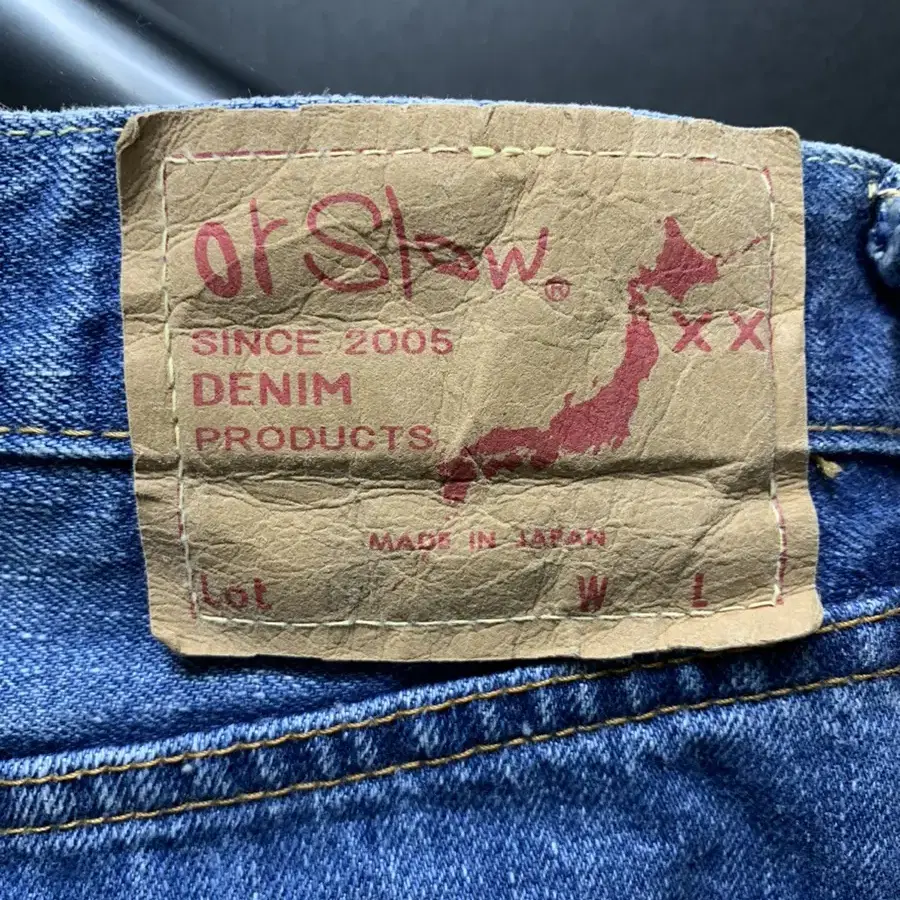 orSlow®
SINCE 2005
XX
DENIM
PRODUCTS
MADE IN JAPAN
Lot W L